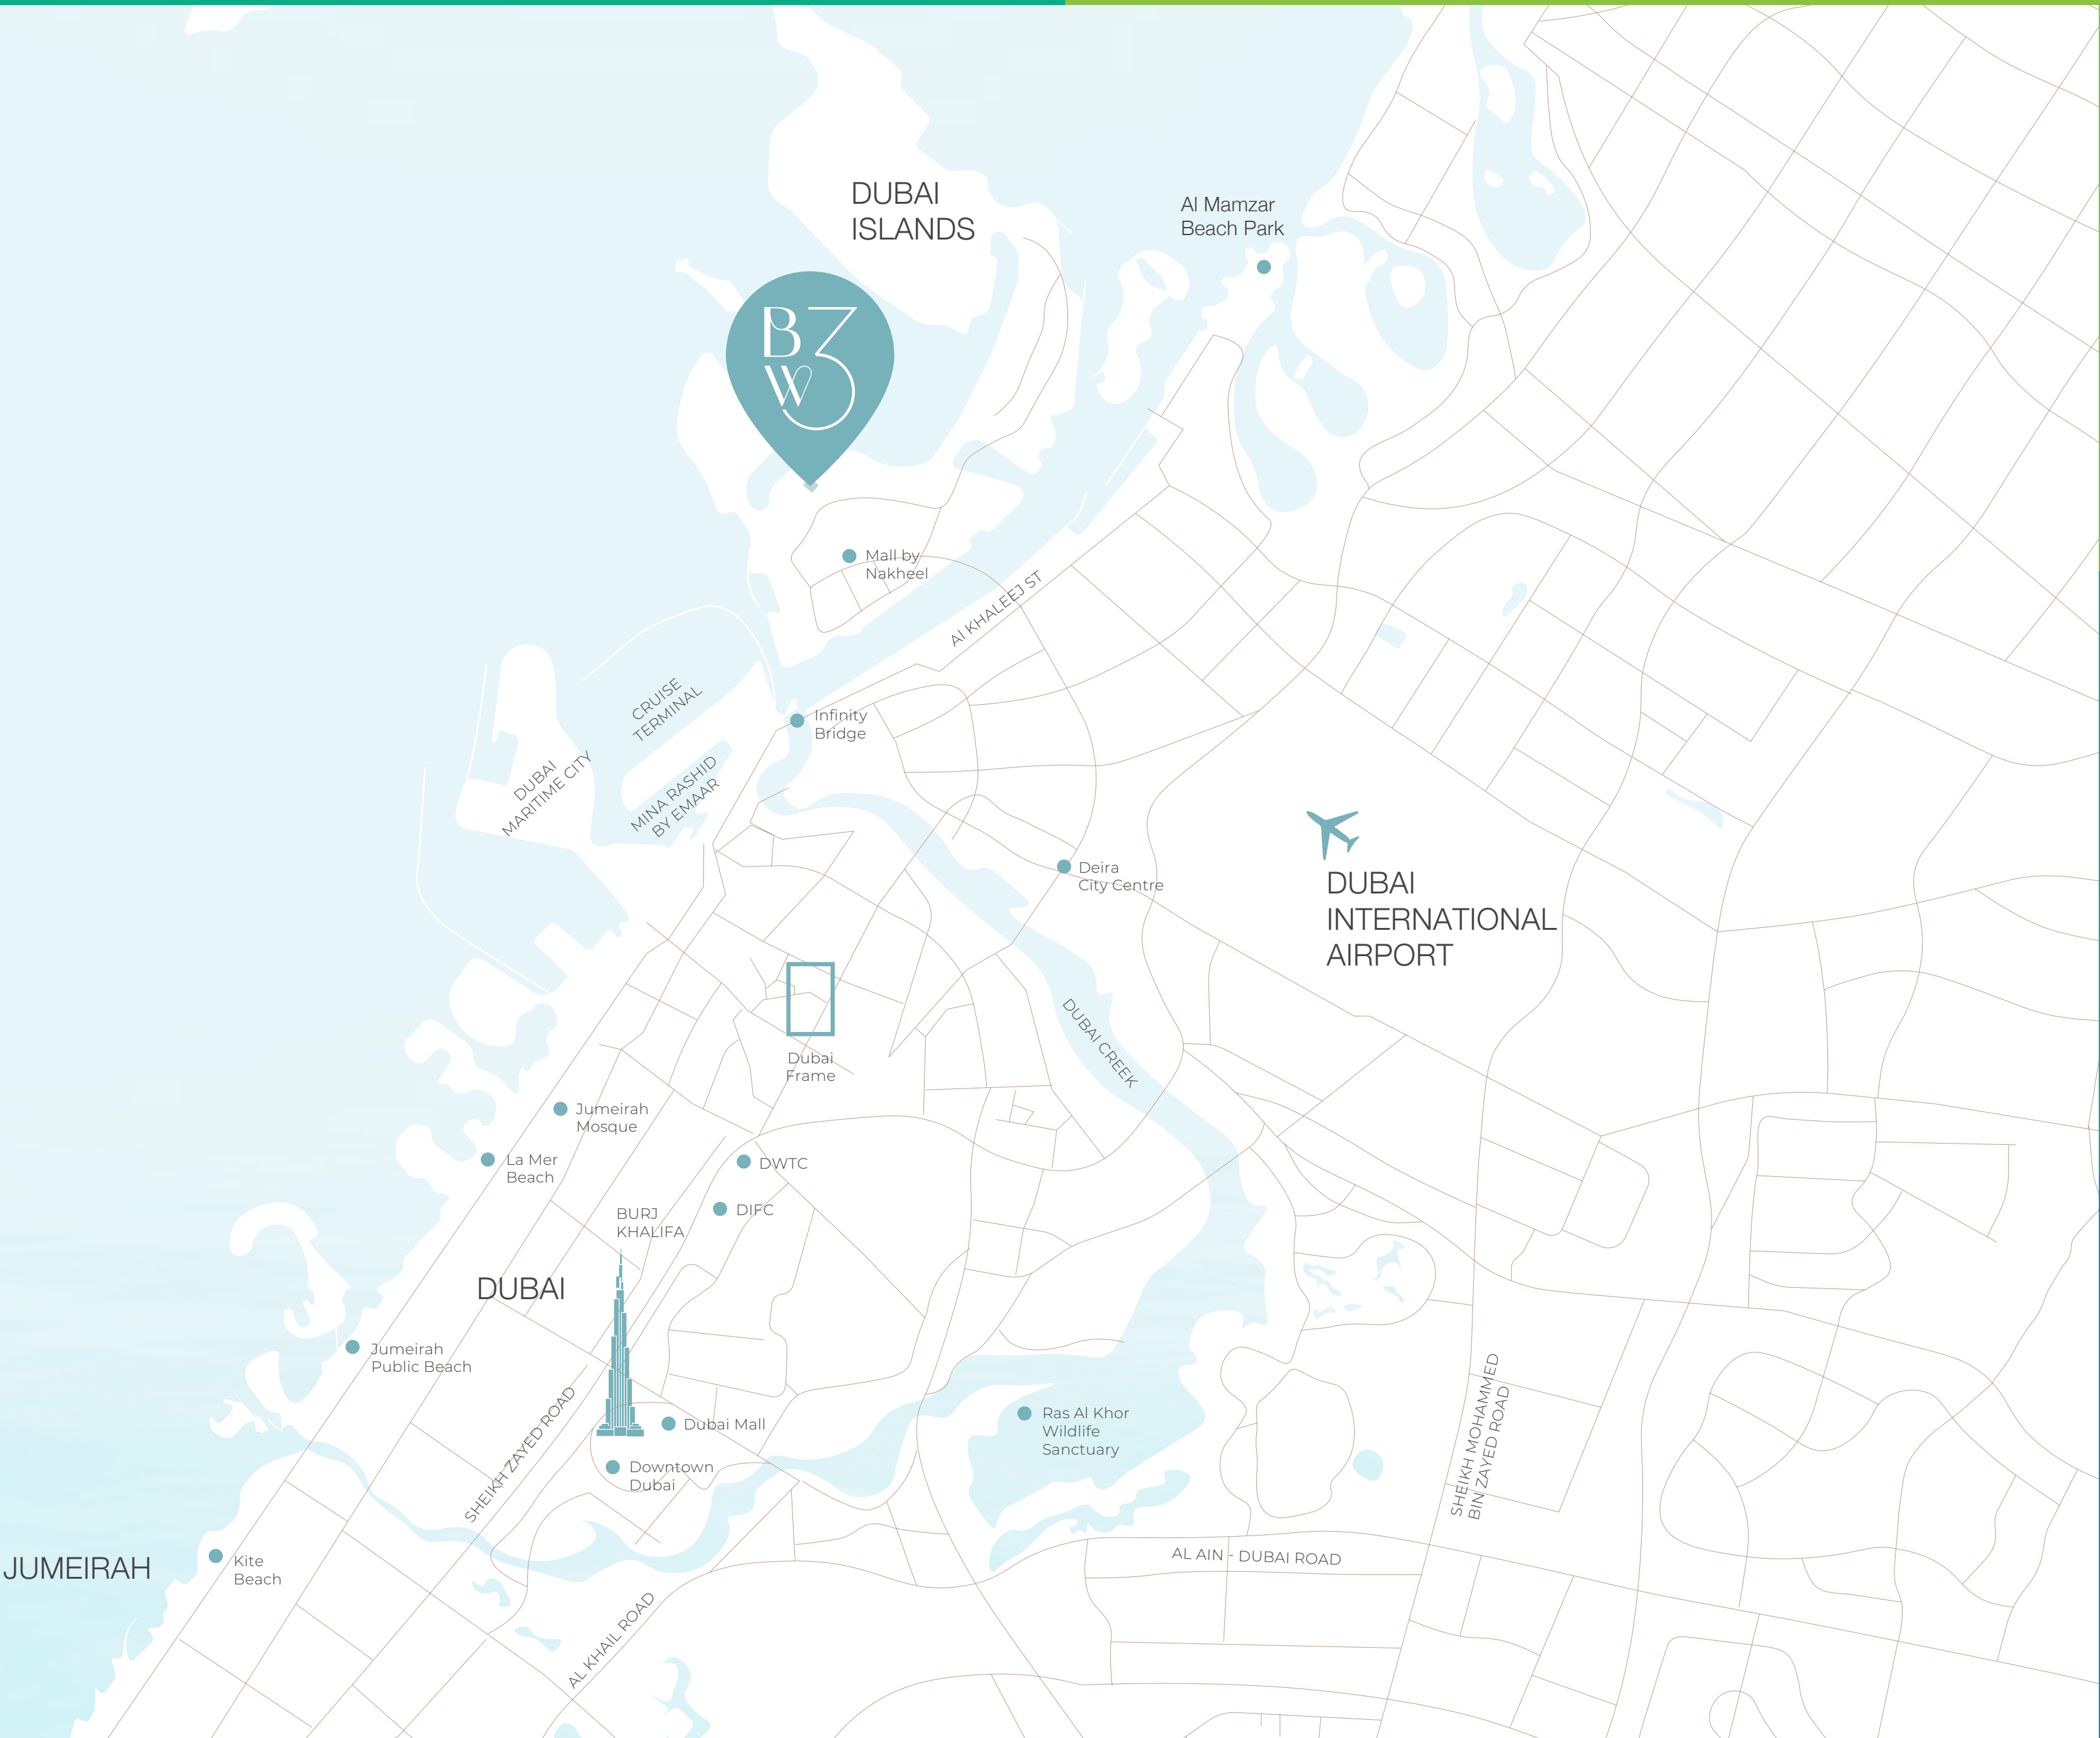 DUBAI
ISLANDS
Al Mamzar
Beach Park
B3
W
Mall by
Nakheel
Al KHALEEJ ST
CRUISE
TERMINAL
Infinity
Bridge
DUBAI
MARITIME CITY
MINA RASHID
BY EMAAR
Deira
City Centre
DUBAI
INTERNATIONAL
AIRPORT
DUBAI CREEK
Dubai
Frame
Jumeirah
Mosque
La Mer
Beach
DWTC
DIFC
BURJ
KHALIFA
DUBAI
Jumeirah
Public Beach
SHEIKH ZAYED ROAD
Dubai Mall
Downtown
Dubai
Ras Al Khor
Wildlife
Sanctuary
SHEIKH MOHAMMED
BIN ZAYED ROAD
AL AIN - DUBAI ROAD
JUMEIRAH
Kite
Beach
AL KHAIL ROAD